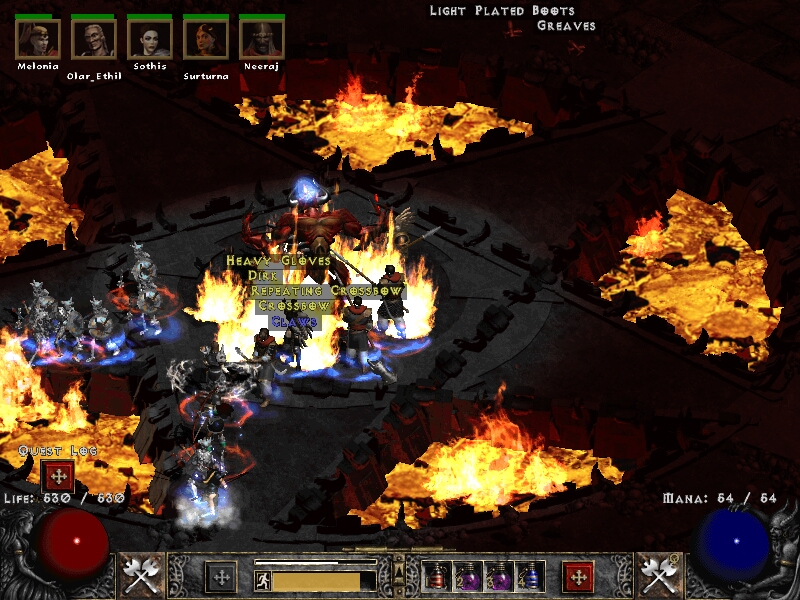 Light Plated Boots
Greaves
Melonia
Olar_Ethil
Sothis
Surturna
Neeraj
Heavy Gloves
Dirk
Repeating Crossbow
Crossbow
Claws
Quest Log
Life: 630 / 630
Mana: 54 / 54